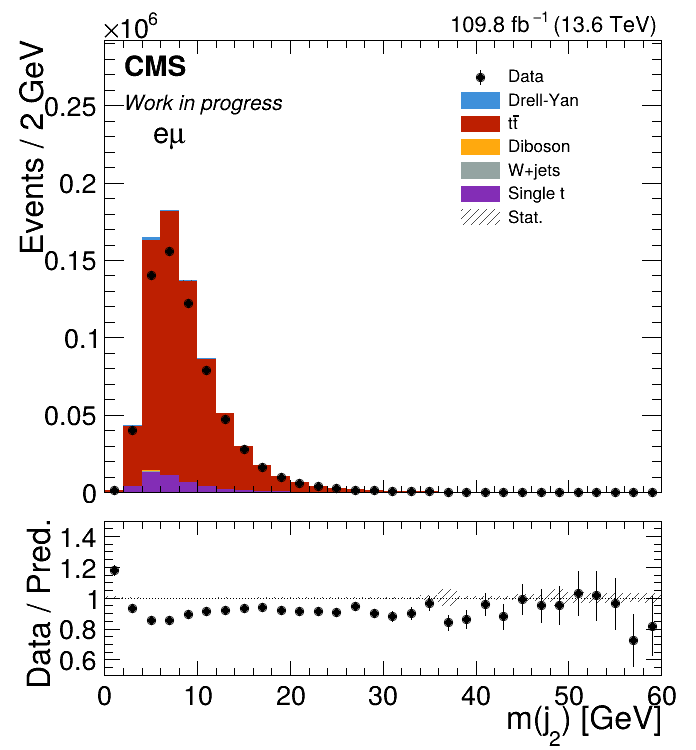 ×10⁶
109.8 fb⁻¹ (13.6 TeV)
CMS
Work in progress
eμ
Data
Drell-Yan
tt̄
Diboson
W+jets
Single t
Stat.
Events / 2 GeV
0.25
0.2
0.15
0.1
0.05
0
Data / Pred.
1.4
1.2
1
0.8
0.6
0 10 20 30 40 50 60
m(j₂) [GeV]